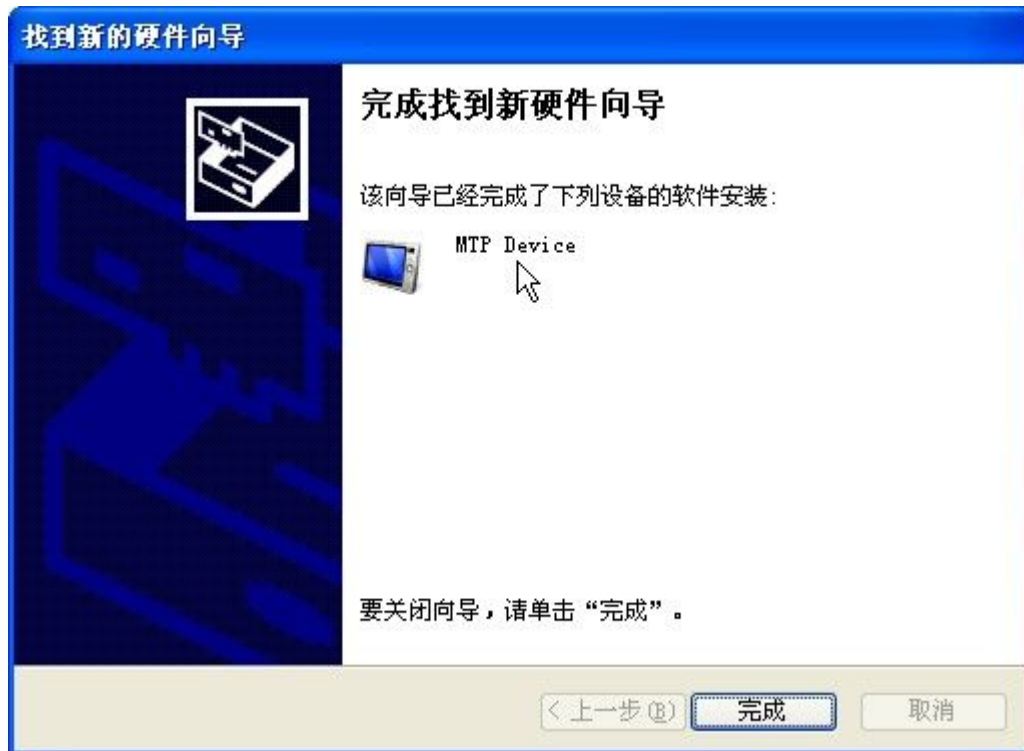 找到新的硬件向导
完成找到新硬件向导
该向导已经完成了下列设备的软件安装:
MTP Device
要关闭向导，请单击“完成”。
< 上一步(B)
完成
取消